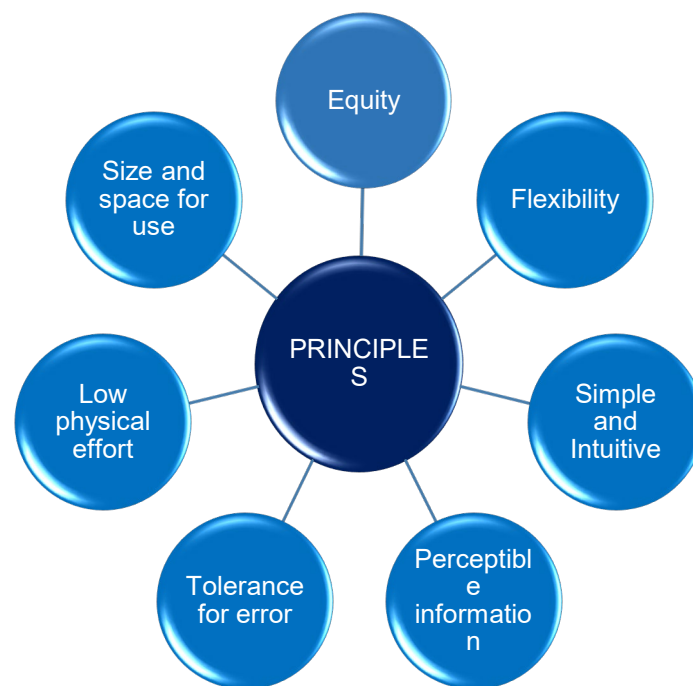 Equity
Flexibility
Simple
and
Intuitive
Perceptibl
e
informatio
n
Tolerance
for error
Low
physical
effort
Size and
space for
use
PRINCIPLE
S